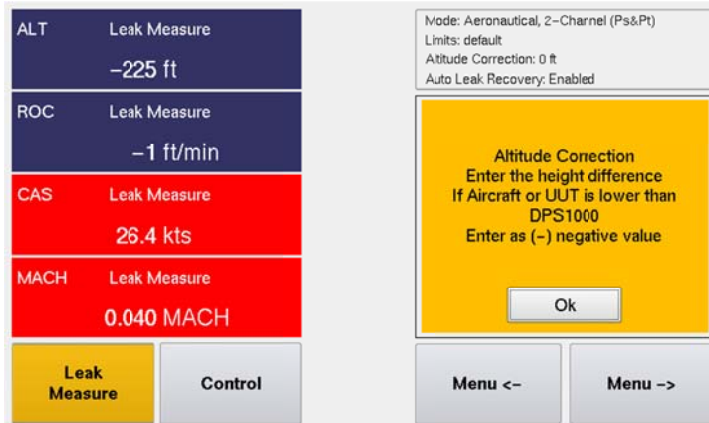 ALT Leak Measure
-225 ft
ROC Leak Measure
-1 ft/min
CAS Leak Measure
26.4 kts
MACH Leak Measure
0.040 MACH
Leak
Measure
Control
Mode: Aeronautical, 2-Channel (Ps&Pt)
Limits: default
Altitude Correction: 0 ft
Auto Leak Recovery: Enabled
Altitude Correction
Enter the height difference
If Aircraft or UUT is lower than
DPS1000
Enter as (-) negative value
Ok
Menu <-
Menu ->